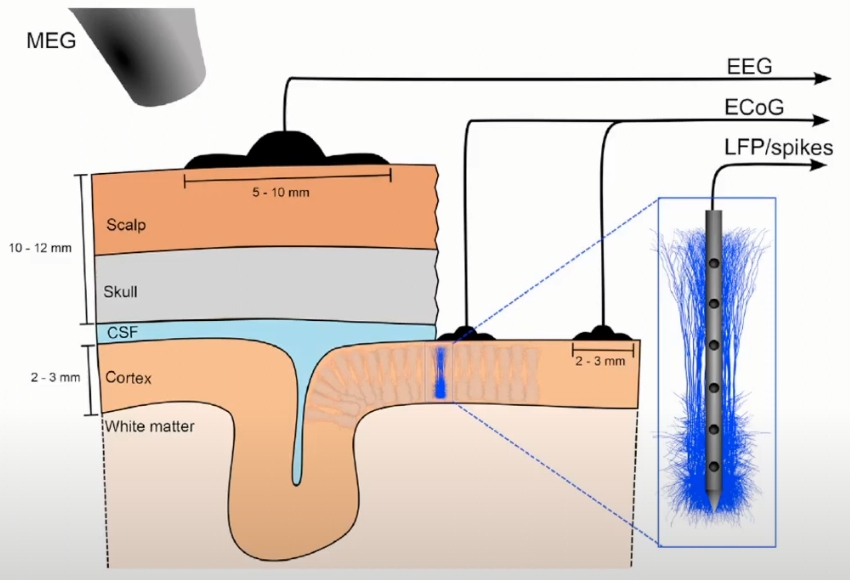 MEG
EEG
ECoG
LFP/spikes
5 - 10 mm
Scalp
10 - 12 mm
Skull
CSF
2 - 3 mm
2 - 3 mm
Cortex
White matter